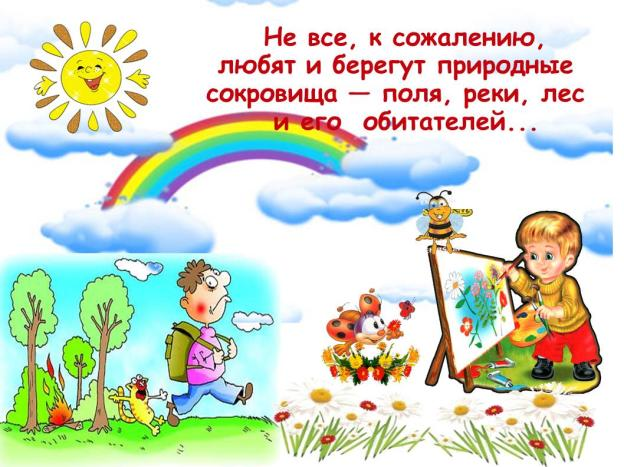 Не все, к сожалению,
любят и берегут природные
сокровища — поля, реки, лес
и его обитателей...